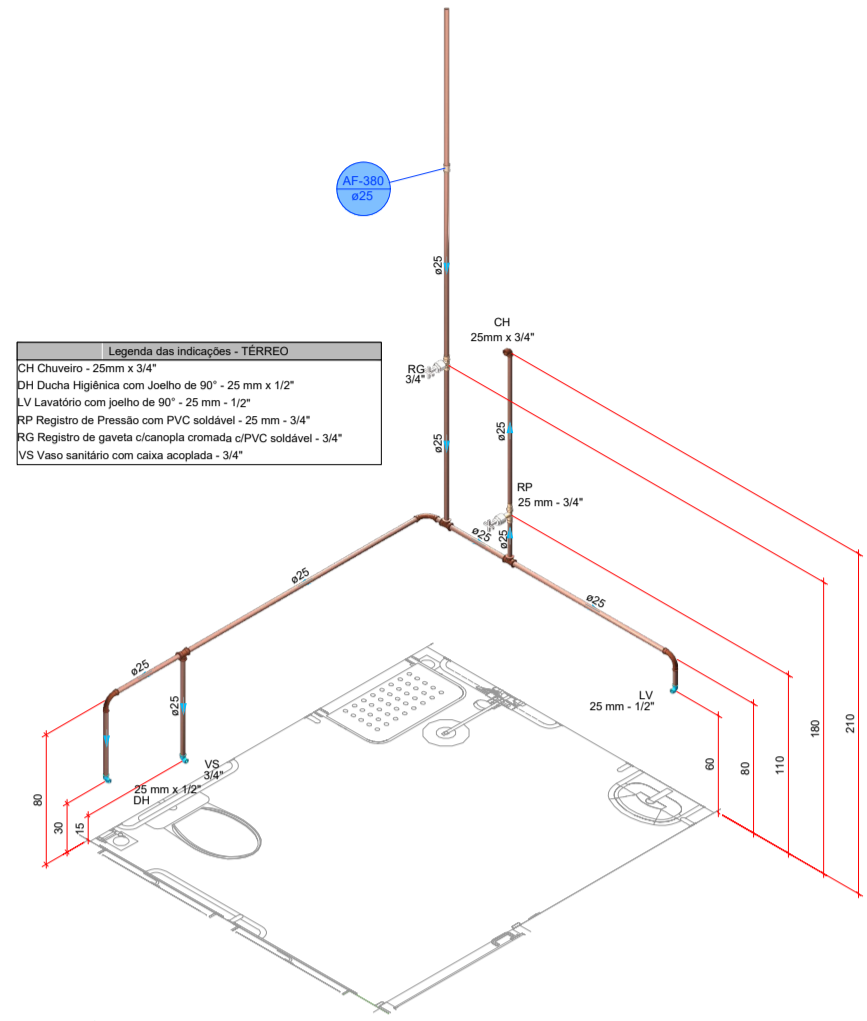 AF-380
ø25
ø25
CH
25mm x 3/4"
RG
3/4"
Legenda das indicações - TÉRREO
CH Chuveiro - 25mm x 3/4"
DH Ducha Higiênica com Joelho de 90° - 25 mm x 1/2"
LV Lavatório com joelho de 90° - 25 mm - 1/2"
RP Registro de Pressão com PVC soldável - 25 mm - 3/4"
RG Registro de gaveta c/canopla cromada c/PVC soldável - 3/4"
VS Vaso sanitário com caixa acoplada - 3/4"
ø25
ø25
RP
25 mm - 3/4"
ø25
ø25
ø25
ø25
ø25
ø25
LV
25 mm - 1/2"
VS
3/4"
25 mm x 1/2"
DH
80
30
15
60
80
110
180
210